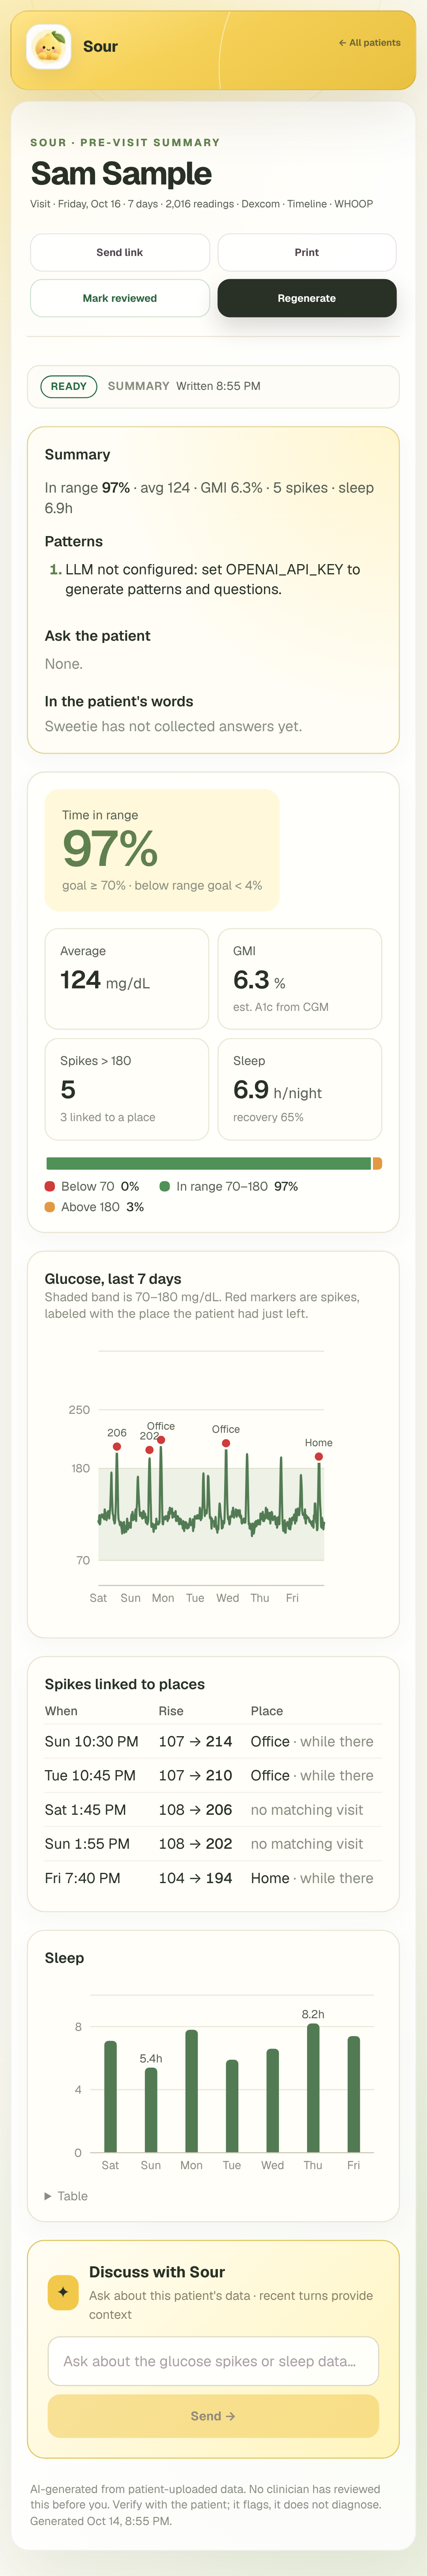 Sour
← All patients
SOUR · PRE-VISIT SUMMARY
Sam Sample
Visit · Friday, Oct 16 · 7 days · 2,016 readings · Dexcom · Timeline · WHOOP
Send link
Print
Mark reviewed
Regenerate
READY SUMMARY Written 8:55 PM
Summary
In range 97% · avg 124 · GMI 6.3% · 5 spikes · sleep
6.9h
Patterns
1. LLM not configured: set OPENAI_API_KEY to
generate patterns and questions.
Ask the patient
None.
In the patient's words
Sweetie has not collected answers yet.
Time in range
97%
goal ≥ 70% · below range goal < 4%
Average
124 mg/dL
GMI
6.3 %
est. A1c from CGM
Spikes > 180
5
3 linked to a place
Sleep
6.9 h/night
recovery 65%
Below 70 0% In range 70–180 97%
Above 180 3%
Glucose, last 7 days
Shaded band is 70–180 mg/dL. Red markers are spikes,
labeled with the place the patient had just left.
250
180
70
206
202
Office
Office
Home
Sat Sun Mon Tue Wed Thu Fri
Spikes linked to places
When Rise Place
Sun 10:30 PM 107 → 214 Office · while there
Tue 10:45 PM 107 → 210 Office · while there
Sat 1:45 PM 108 → 206 no matching visit
Sun 1:55 PM 108 → 202 no matching visit
Fri 7:40 PM 104 → 194 Home · while there
Sleep
8
4
0
5.4h
8.2h
Sat Sun Mon Tue Wed Thu Fri
▶ Table
Discuss with Sour
Ask about this patient's data · recent turns provide
context
Ask about the glucose spikes or sleep data…
Send →
AI-generated from patient-uploaded data. No clinician has reviewed
this before you. Verify with the patient; it flags, it does not diagnose.
Generated Oct 14, 8:55 PM.